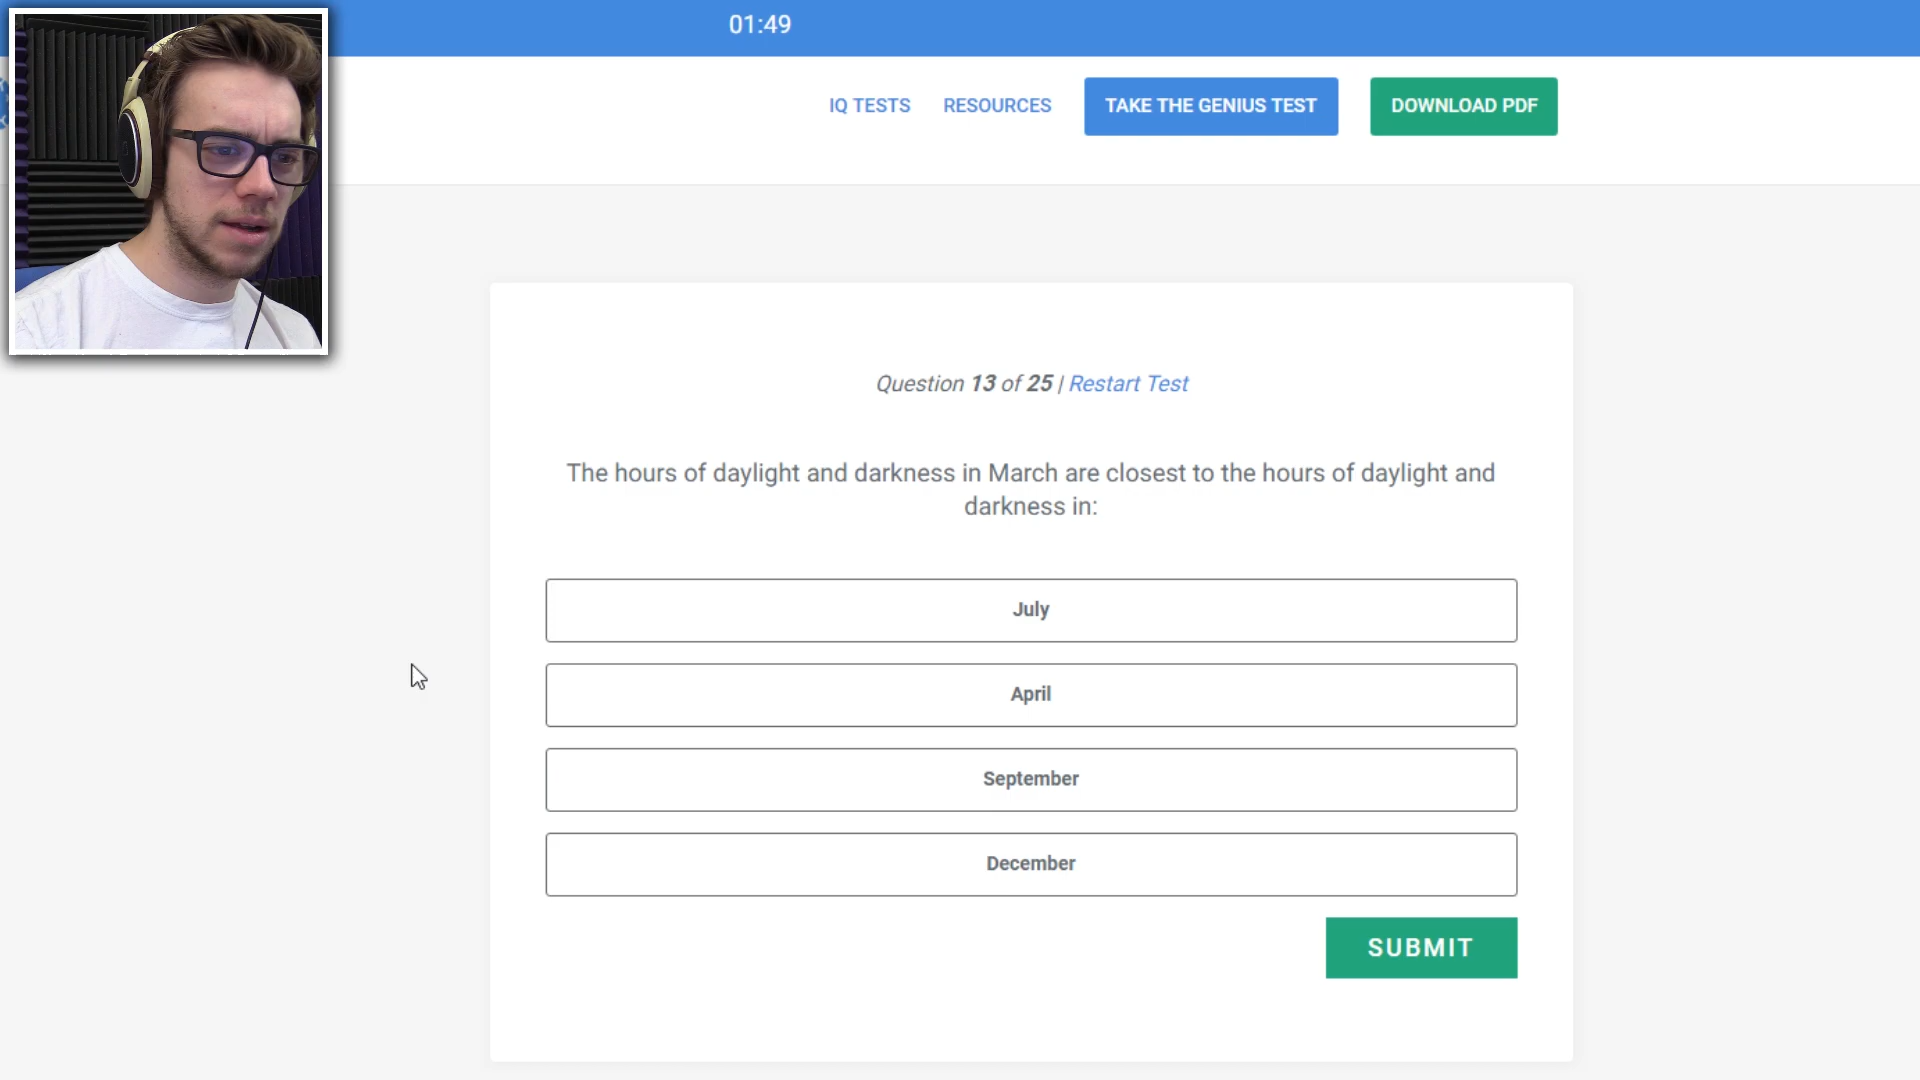 01:49
IQ TESTS
RESOURCES
TAKE THE GENIUS TEST
DOWNLOAD PDF
Question 13 of 25 | Restart Test
The hours of daylight and darkness in March are closest to the hours of daylight and
darkness in:
July
April
September
December
SUBMIT